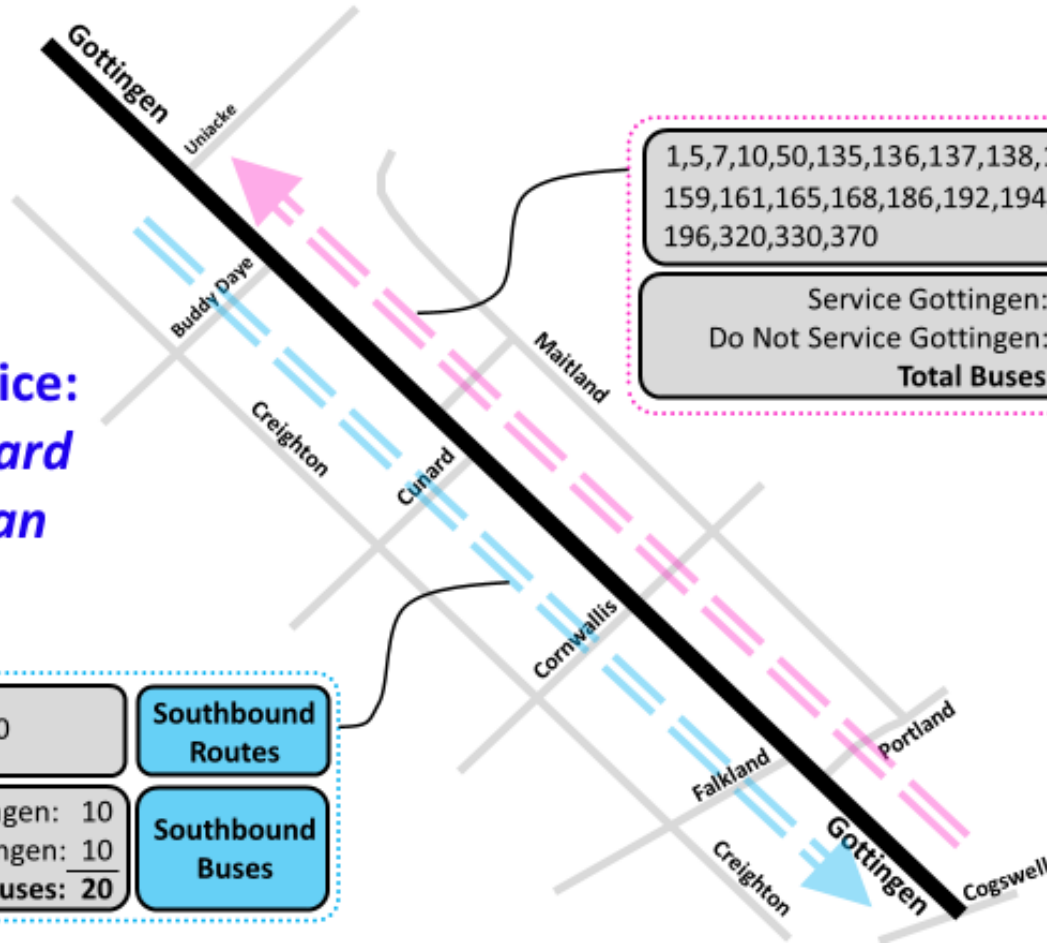 Gottingen
Uniacke
1,5,7,10,50,135,136,137,138,1
159,161,165,168,186,192,194
196,320,330,370
Service Gottingen:
Do Not Service Gottingen:
Total Buses
Buddy Daye
Maitland
ice:
ard
an
Creighton
Cunard
Cornwallis
0
Southbound
Routes
Portland
Falkland
ngen: 10
ngen: 10
uses: 20
Southbound
Buses
Gottingen
Creighton
Cogswell